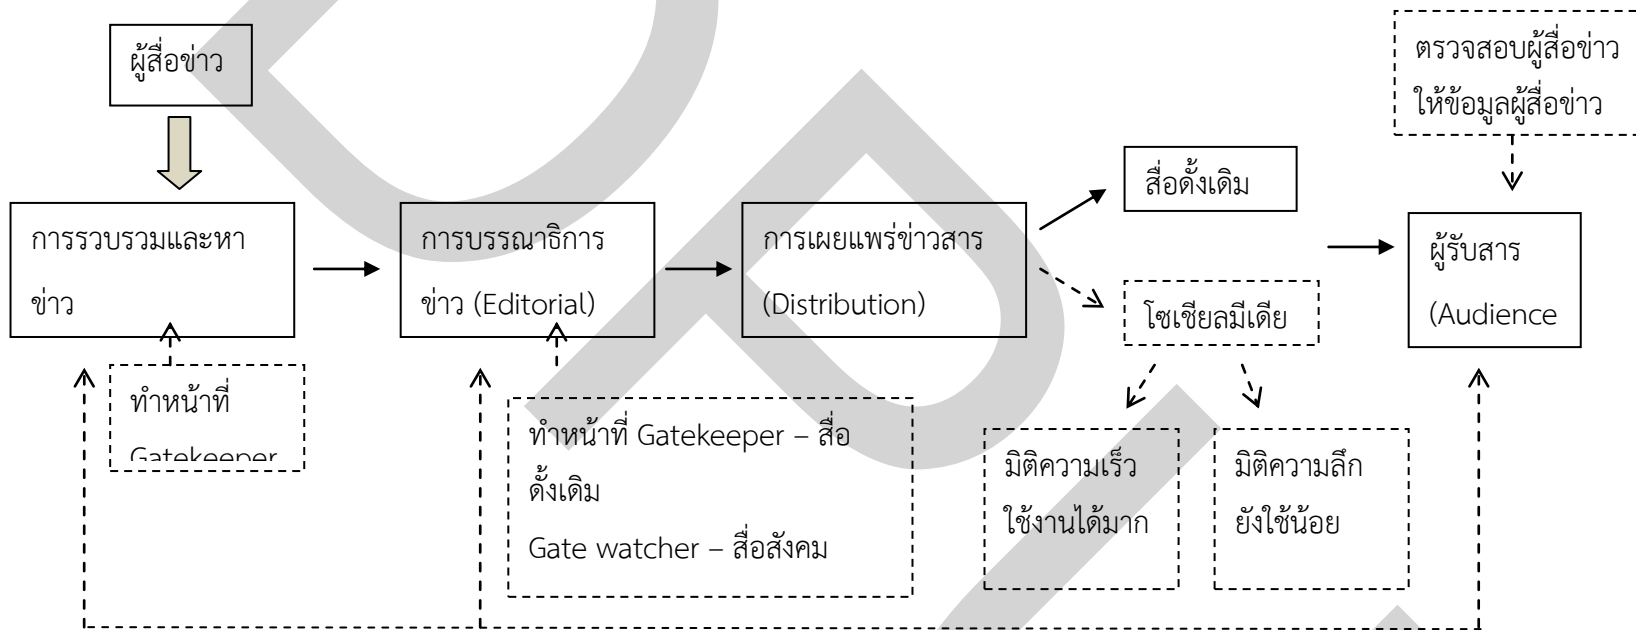 ผู้สื่อข่าว
ตรวจสอบผู้สื่อข่าว
ให้ข้อมูลผู้สื่อข่าว
สื่อดั้งเดิม
การรวบรวมและหา
ข่าว
การบรรณาธิการ
ข่าว (Editorial)
การเผยแพร่ข่าวสาร
(Distribution)
ผู้รับสาร
(Audience
โซเชียลมีเดีย
ทำหน้าที่
Gatekeeper
ทำหน้าที่ Gatekeeper – สื่อ
ดั้งเดิม
Gate watcher – สื่อสังคม
มิติความเร็ว
ใช้งานได้มาก
มิติความลึก
ยังใช้น้อย